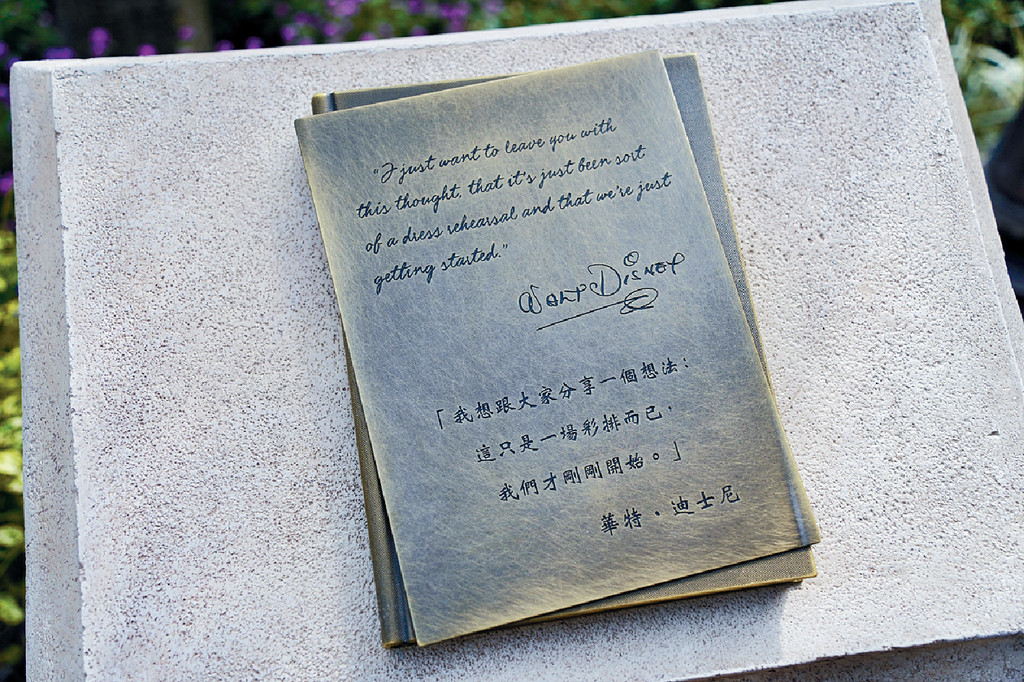 "I just want to leave you with
this thought, that it's just been sort
of a dress rehearsal and that we're just
getting started."
WALT DISNEY
「我想跟大家分享一個想法：
這只是一場彩排而已，
我們才剛剛開始。」
華特·迪士尼